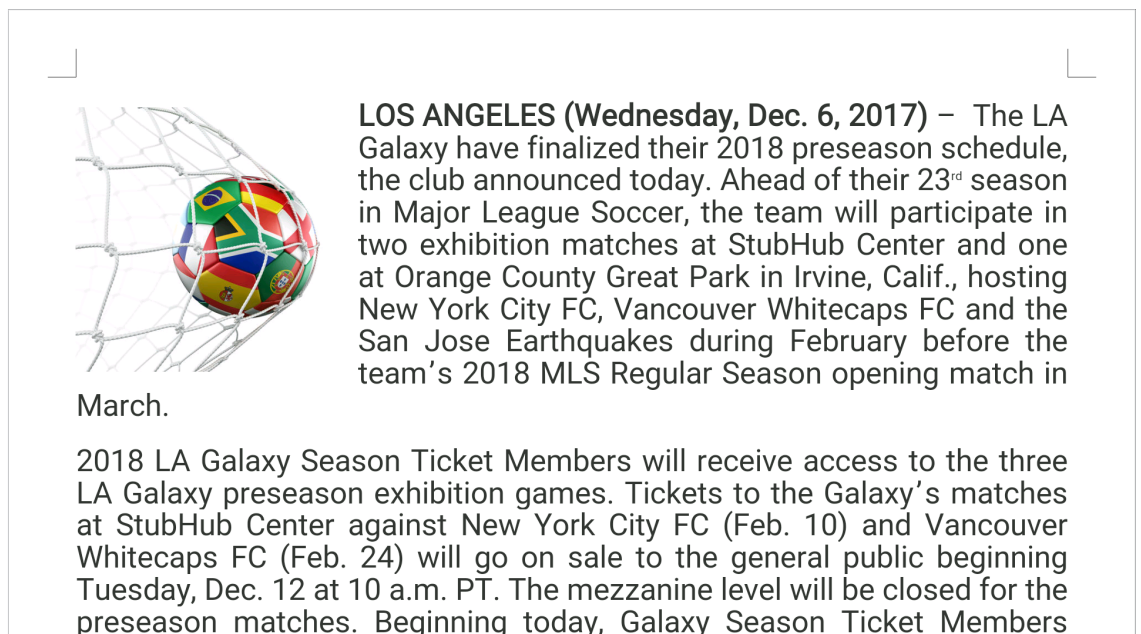 LOS ANGELES (Wednesday, Dec. 6, 2017) – The LA
Galaxy have finalized their 2018 preseason schedule,
the club announced today. Ahead of their 23rd season
in Major League Soccer, the team will participate in
two exhibition matches at StubHub Center and one
at Orange County Great Park in Irvine, Calif., hosting
New York City FC, Vancouver Whitecaps FC and the
San Jose Earthquakes during February before the
team’s 2018 MLS Regular Season opening match in
March.
2018 LA Galaxy Season Ticket Members will receive access to the three
LA Galaxy preseason exhibition games. Tickets to the Galaxy’s matches
at StubHub Center against New York City FC (Feb. 10) and Vancouver
Whitecaps FC (Feb. 24) will go on sale to the general public beginning
Tuesday, Dec. 12 at 10 a.m. PT. The mezzanine level will be closed for the
preseason matches. Beginning today, Galaxy Season Ticket Members